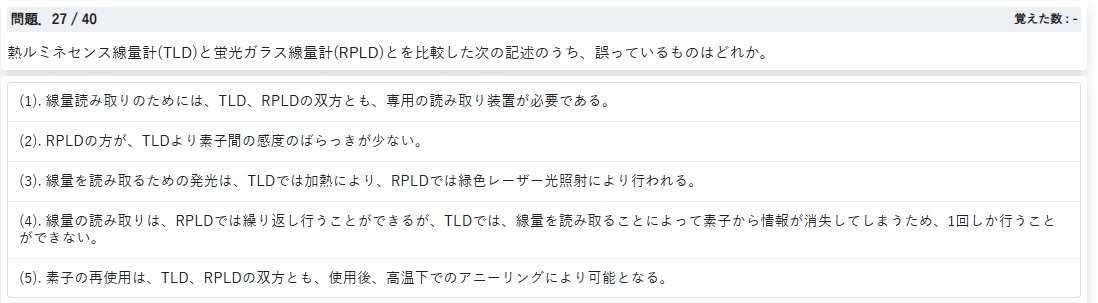 問題. 27 / 40
覚えた数 : -
熱ルミネセンス線量計(TLD)と蛍光ガラス線量計(RPLD)とを比較した次の記述のうち、誤っているものはどれか。
(1). 線量読み取りのためには、TLD、RPLDの双方とも、専用の読み取り装置が必要である。
(2). RPLDの方が、TLDより素子間の感度のばらっきが少ない。
(3). 線量を読み取るための発光は、TLDでは加熱により、RPLDでは緑色レーザー光照射により行われる。
(4). 線量の読み取りは、RPLDでは繰り返し行うことができるが、TLDでは、線量を読み取ることによって素子から情報が消失してしまうため、1回しか行うこと
ができない。
(5). 素子の再使用は、TLD、RPLDの双方とも、使用後、高温下でのアニーリングにより可能となる。